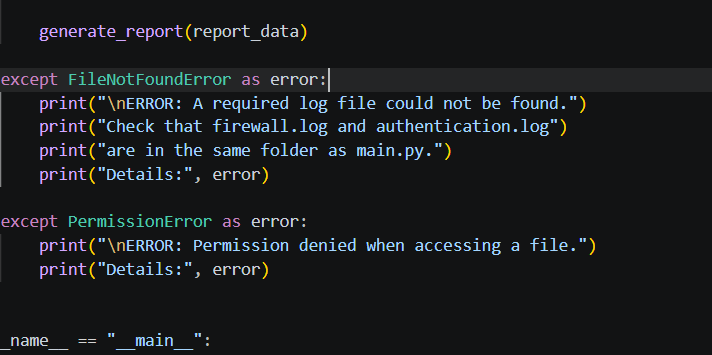 generate_report(report_data)
except FileNotFoundError as error:
print("\nERROR: A required log file could not be found.")
print("Check that firewall.log and authentication.log")
print("are in the same folder as main.py.")
print("Details:", error)
except PermissionError as error:
print("\nERROR: Permission denied when accessing a file.")
print("Details:", error)
_name__ == "__main__":